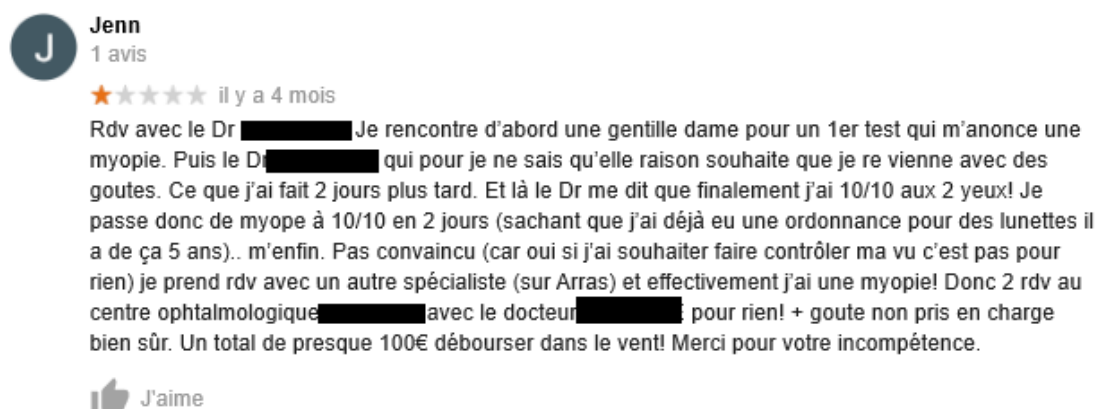 J
Jenn
1 avis
il y a 4 mois
Rdv avec le Dr Je rencontre d'abord une gentille dame pour un 1er test qui m'anonce une
myopie. Puis le Dr qui pour je ne sais qu'elle raison souhaite que je re vienne avec des
goutes. Ce que j'ai fait 2 jours plus tard. Et là le Dr me dit que finalement j'ai 10/10 aux 2 yeux! Je
passe donc de myope à 10/10 en 2 jours (sachant que j'ai déjà eu une ordonnance pour des lunettes il
a de ça 5 ans).. m'enfin. Pas convaincu (car oui si j'ai souhaiter faire contrôler ma vu c'est pas pour
rien) je prend rdv avec un autre spécialiste (sur Arras) et effectivement j'ai une myopie! Donc 2 rdv au
centre ophtalmologique avec le docteur pour rien! + goute non pris en charge
bien sûr. Un total de presque 100€ débourser dans le vent! Merci pour votre incompétence.
J'aime